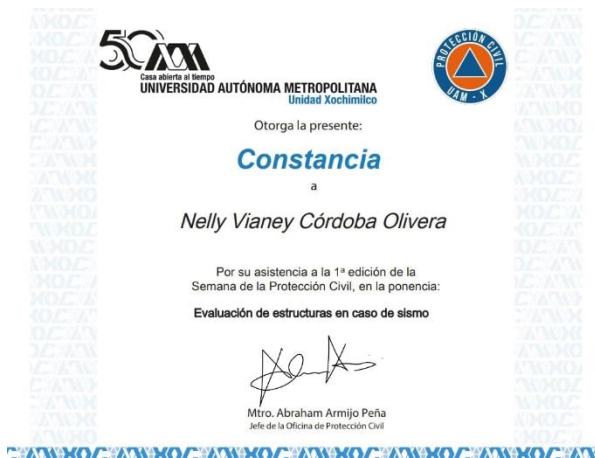 50 UAM
Casa abierta al tiempo
UNIVERSIDAD AUTÓNOMA METROPOLITANA
Unidad Xochimilco
PROTECCIÓN CIVIL
UAM - X
Otorga la presente:
Constancia
a
Nelly Vianey Córdoba Olivera
Por su asistencia a la 1ª edición de la
Semana de la Protección Civil, en la ponencia:
Evaluación de estructuras en caso de sismo
Mtro. Abraham Armijo Peña
Jefe de la Oficina de Protección Civil